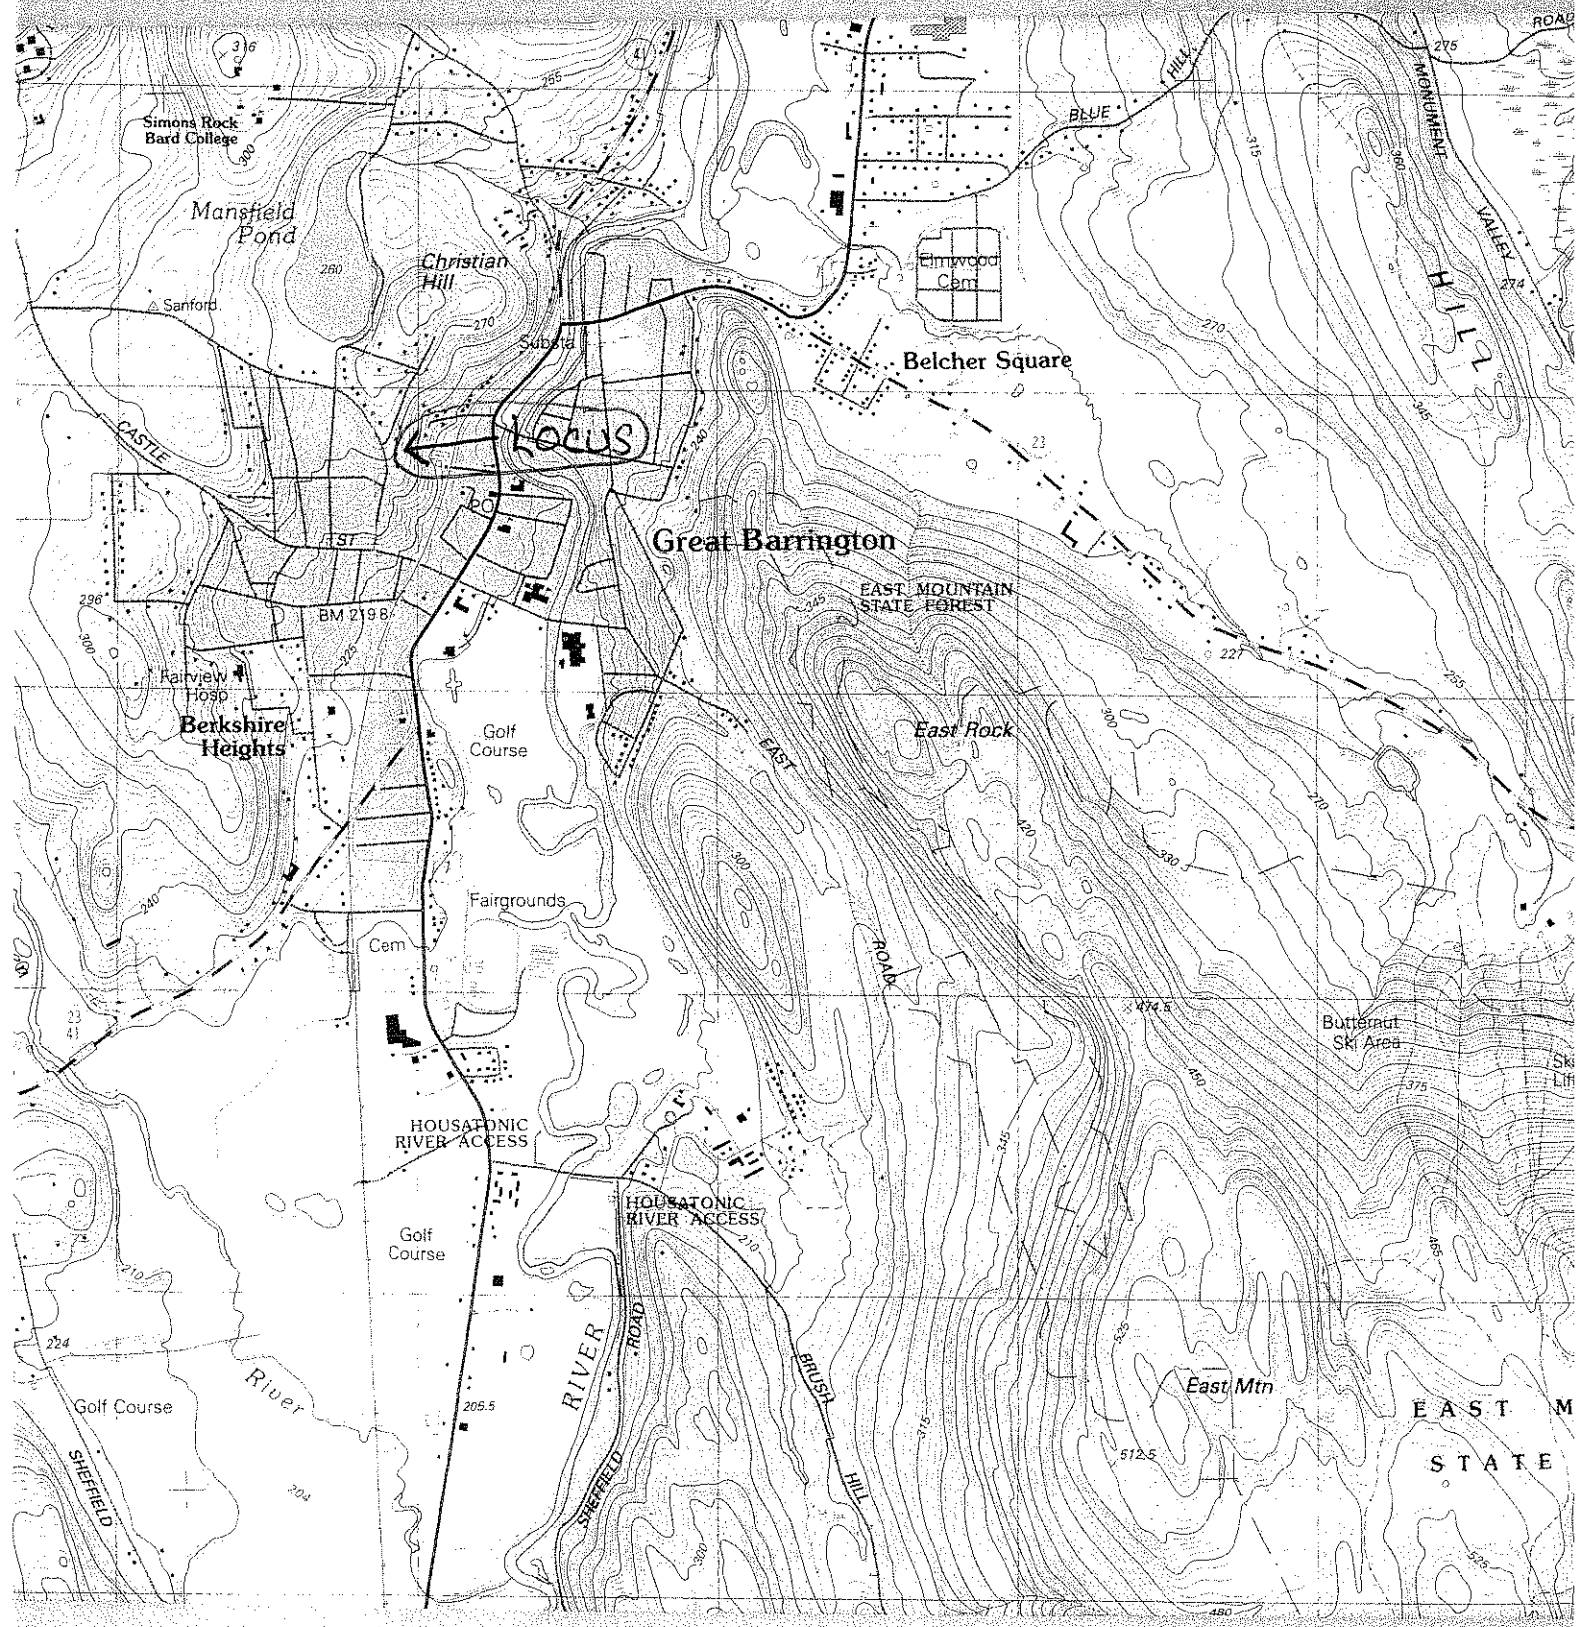 ROAD
316
275
255
HILL
BLUE
MONUMENT
Simons Rock
Bard College
300
315
360
Mansfield
Pond
VALLEY
Christian
Hill
260
Elmwood
Cem
HILL
274
Sanford
270
270
Substa
Belcher Square
345
CASTLE
LOCUS
240
23
PO
ST
Great Barrington
EAST MOUNTAIN
STATE FOREST
345
296
BM 219.8
300
225
227
Fairview
Hosp
255
Berkshire
Heights
Golf
Course
East Rock
300
EAST
270
420
330
300
240
Fairgrounds
Cem
ROAD
474.5
23
41
Butternut
Ski Area
Ski
Lift
450
375
HOUSATONIC
RIVER ACCESS
345
HOUSATONIC
RIVER ACCESS
Golf
Course
210
465
210
224
ROAD
525
RIVER
River
BRUSH
East Mtn
Golf Course
205.5
EAST M
315
512.5
STATE
SHEFFIELD
SHEFFIELD
HILL
204
300
525
480